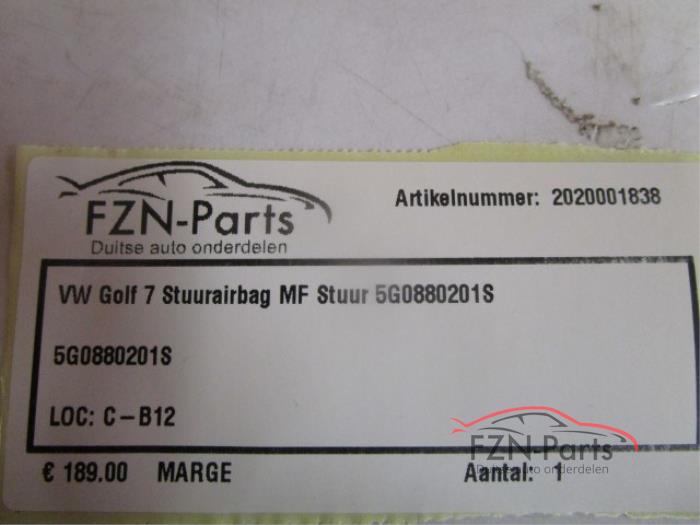 FZN-Parts
Duitse auto onderdelen
Artikelnummer: 2020001838
VW Golf 7 Stuurairbag MF Stuur 5G0880201S
5G0880201S
LOC: C-B12
€ 189.00 MARGE Aantal: 1
FZN-Parts
Duitse auto onderdelen